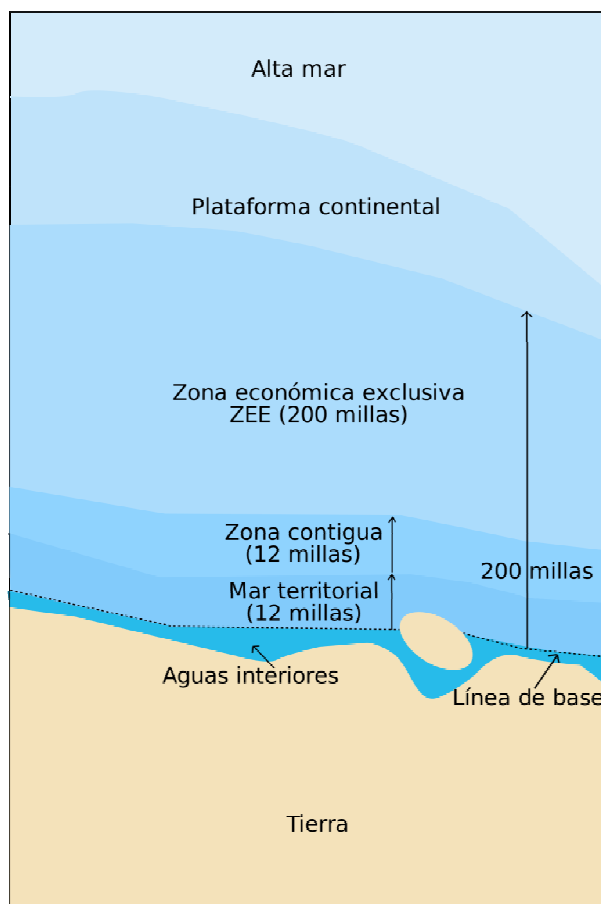 Alta mar
Plataforma continental
Zona económica exclusiva
ZEE (200 millas)
Zona contigua
(12 millas)
200 millas
Mar territorial
(12 millas)
Aguas interiores
Línea de base
Tierra